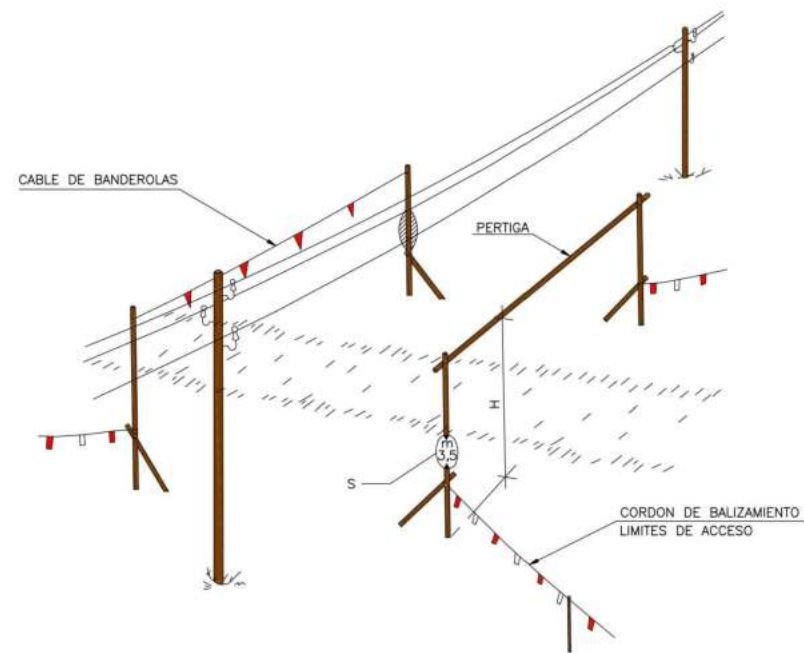 CABLE DE BANDEROLAS
PERTIGA
H
m
3,5
S
CORDON DE BALIZAMIENTO
LIMITES DE ACCESO